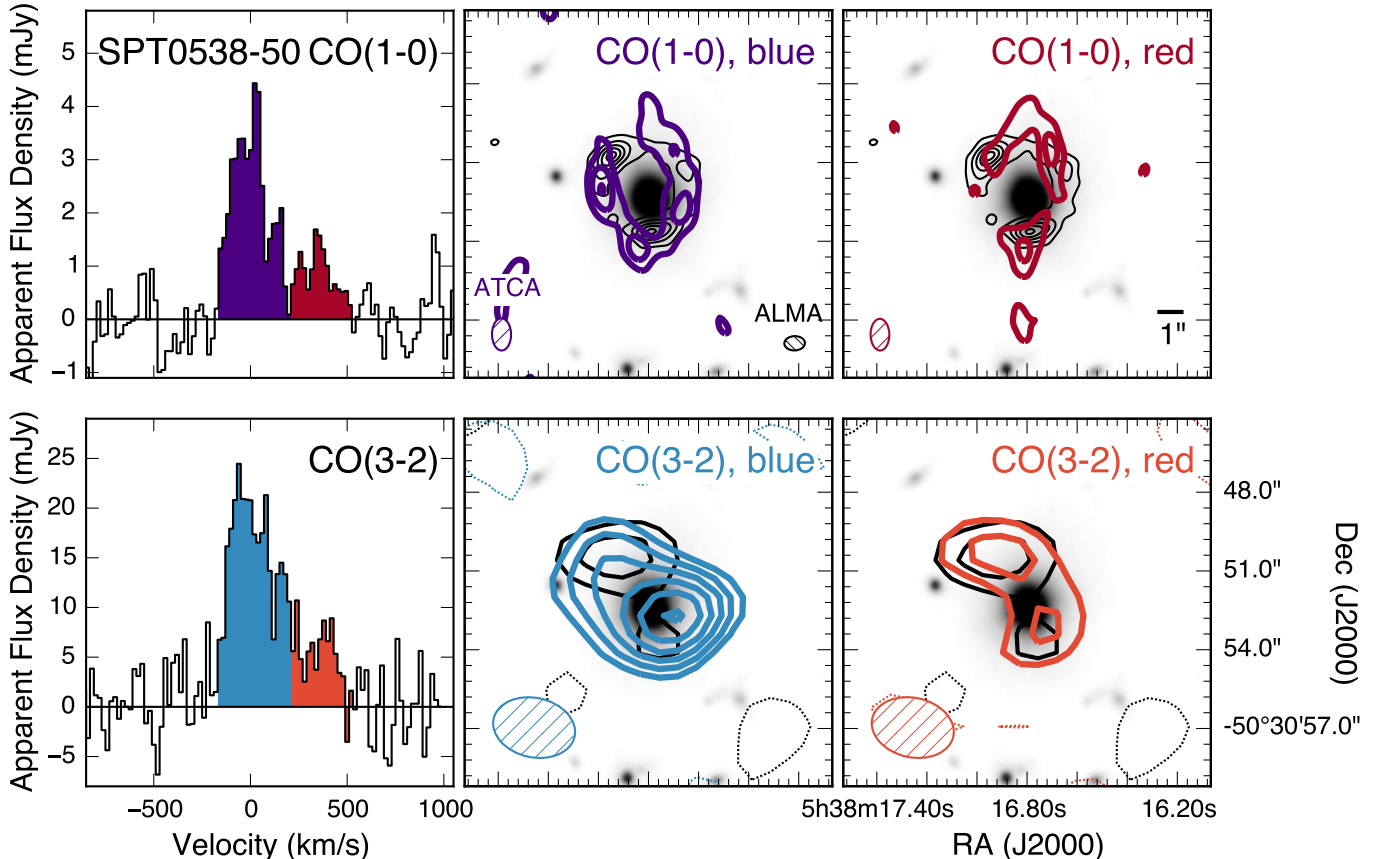 SPT0538-50 CO(1-0)
CO(1-0), blue
CO(1-0), red
Apparent Flux Density (mJy)
5
4
3
2
1
0
−1
ATCA
ALMA
1"
CO(3-2)
CO(3-2), blue
CO(3-2), red
Apparent Flux Density (mJy)
25
20
15
10
5
0
−5
48.0"
51.0"
54.0"
-50°30'57.0"
Dec (J2000)
−500 0 500 1000
5h38m17.40s 16.80s 16.20s
Velocity (km/s)
RA (J2000)